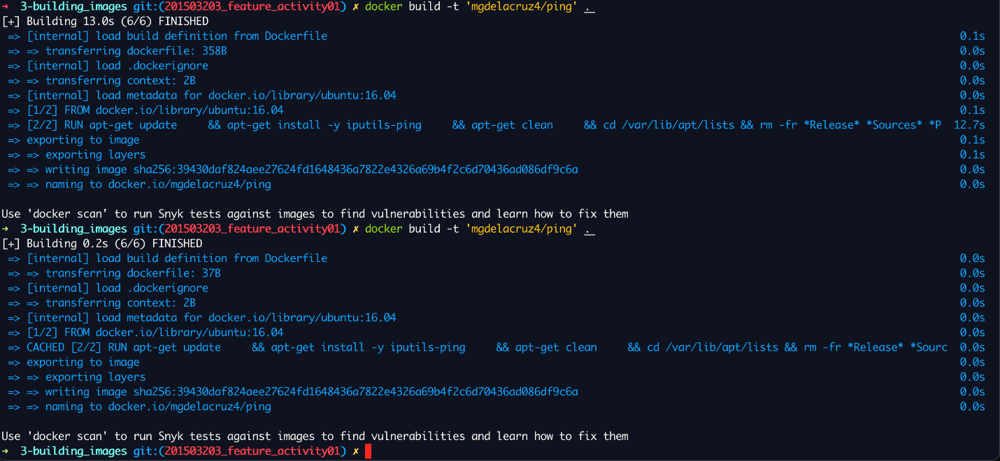 ➜  3-building_images git:(201503203_feature_activity01) ✗ docker build -t 'mgdelacruz4/ping' .
[+] Building 13.0s (6/6) FINISHED
 => [internal] load build definition from Dockerfile 0.1s
 => => transferring dockerfile: 358B 0.0s
 => [internal] load .dockerignore 0.0s
 => => transferring context: 2B 0.0s
 => [internal] load metadata for docker.io/library/ubuntu:16.04 0.0s
 => [1/2] FROM docker.io/library/ubuntu:16.04 0.1s
 => [2/2] RUN apt-get update     && apt-get install -y iputils-ping     && apt-get clean     && cd /var/lib/apt/lists && rm -fr *Release* *Sources* *P 12.7s
 => exporting to image 0.1s
 => => exporting layers 0.1s
 => => writing image sha256:39430daf824aee27624fd1648436a7822e4326a69b4f2c6d70436ad086df9c6a 0.0s
 => => naming to docker.io/mgdelacruz4/ping 0.0s
Use 'docker scan' to run Snyk tests against images to find vulnerabilities and learn how to fix them
➜  3-building_images git:(201503203_feature_activity01) ✗ docker build -t 'mgdelacruz4/ping' .
[+] Building 0.2s (6/6) FINISHED
 => [internal] load build definition from Dockerfile 0.0s
 => => transferring dockerfile: 37B 0.0s
 => [internal] load .dockerignore 0.0s
 => => transferring context: 2B 0.0s
 => [internal] load metadata for docker.io/library/ubuntu:16.04 0.0s
 => [1/2] FROM docker.io/library/ubuntu:16.04 0.0s
 => CACHED [2/2] RUN apt-get update     && apt-get install -y iputils-ping     && apt-get clean     && cd /var/lib/apt/lists && rm -fr *Release* *Sourc 0.0s
 => exporting to image 0.0s
 => => exporting layers 0.0s
 => => writing image sha256:39430daf824aee27624fd1648436a7822e4326a69b4f2c6d70436ad086df9c6a 0.0s
 => => naming to docker.io/mgdelacruz4/ping 0.0s
Use 'docker scan' to run Snyk tests against images to find vulnerabilities and learn how to fix them
➜  3-building_images git:(201503203_feature_activity01) ✗